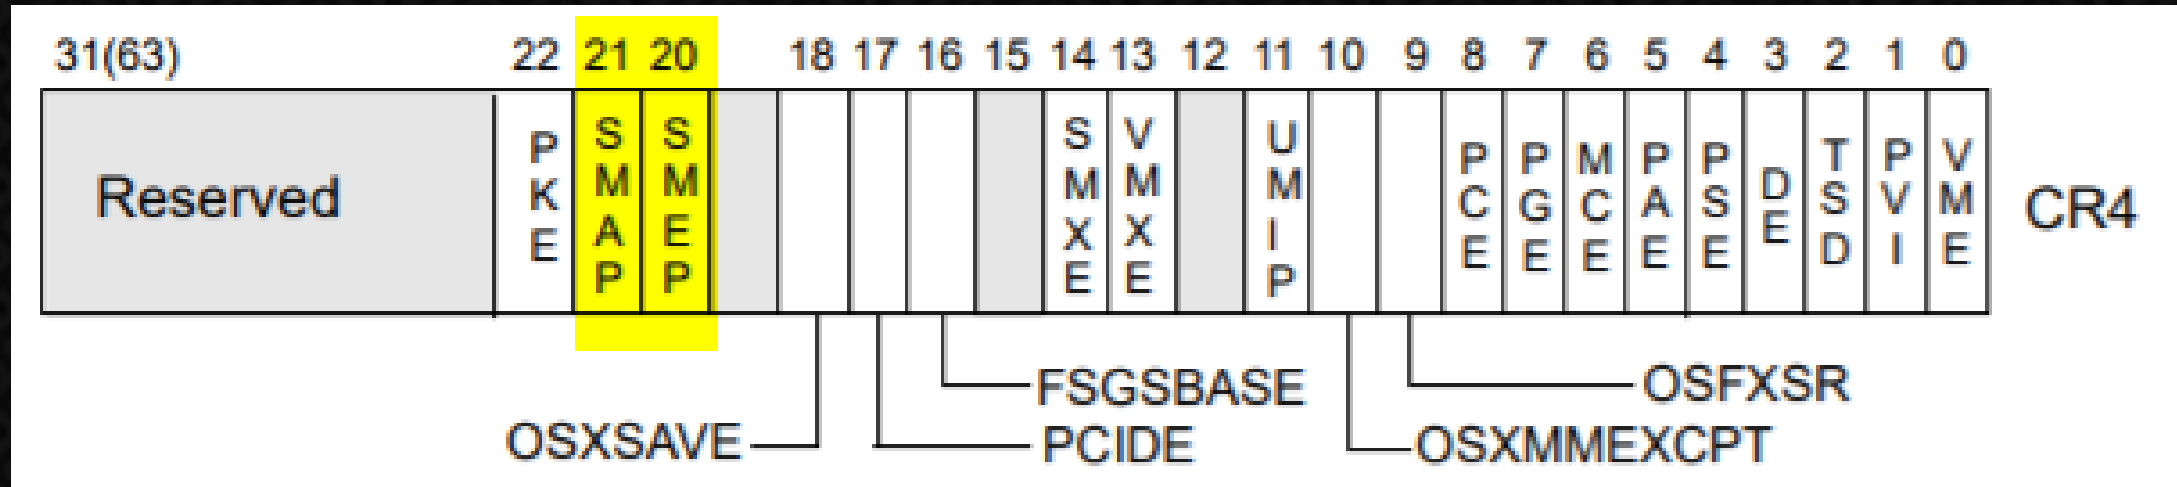 31(63) 22 21 20 18 17 16 15 14 13 12 11 10 9 8 7 6 5 4 3 2 1 0
Reserved PKE SMAP SMEP SMXE VMXE UMIP PCE PGE MCE PAE PSE DE TSD PVI VME CR4
FSGSBASE OSFXSR
OSXSAVE PCIDE OSXMMEXCPT